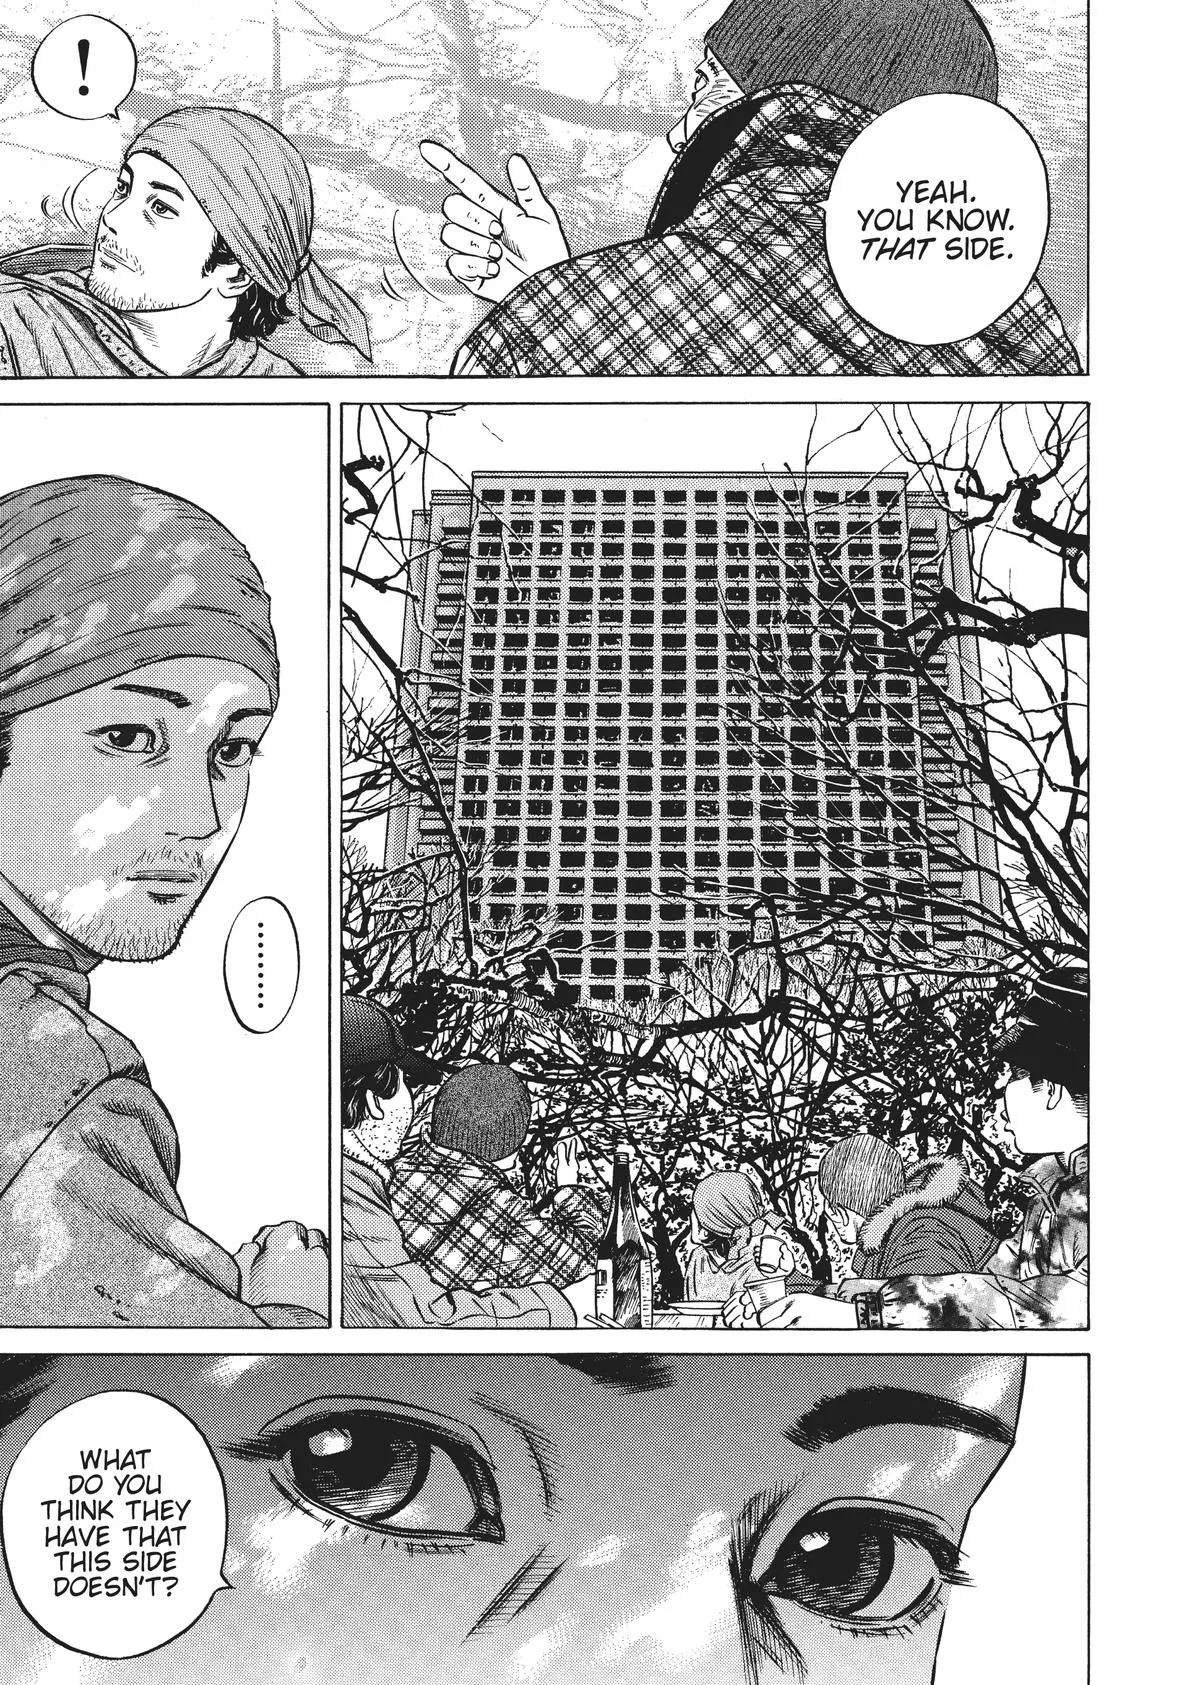 YEAH.
YOU KNOW.
THAT SIDE.
!
.........
WHAT
DO YOU
THINK THEY
HAVE THAT
THIS SIDE
DOESN'T?